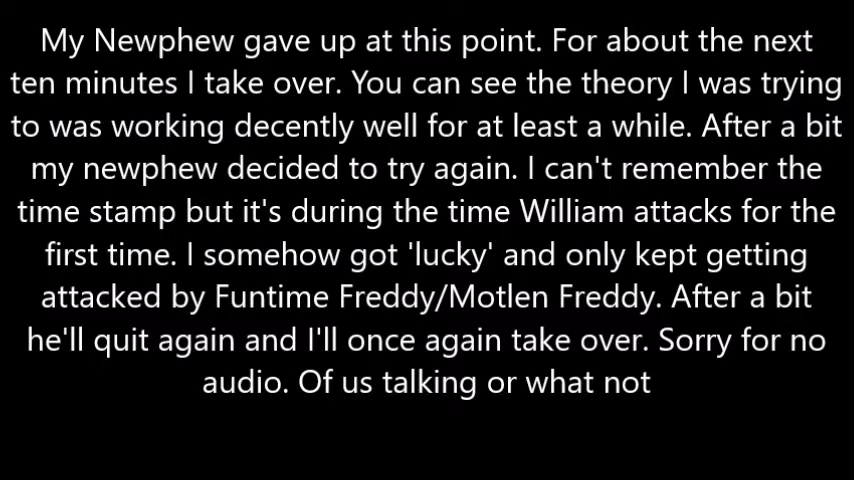 My Newphew gave up at this point. For about the next
ten minutes I take over. You can see the theory I was trying
to was working decently well for at least a while. After a bit
my newphew decided to try again. I can't remember the
time stamp but it's during the time William attacks for the
first time. I somehow got 'lucky' and only kept getting
attacked by Funtime Freddy/Motlen Freddy. After a bit
he'll quit again and I'll once again take over. Sorry for no
audio. Of us talking or what not